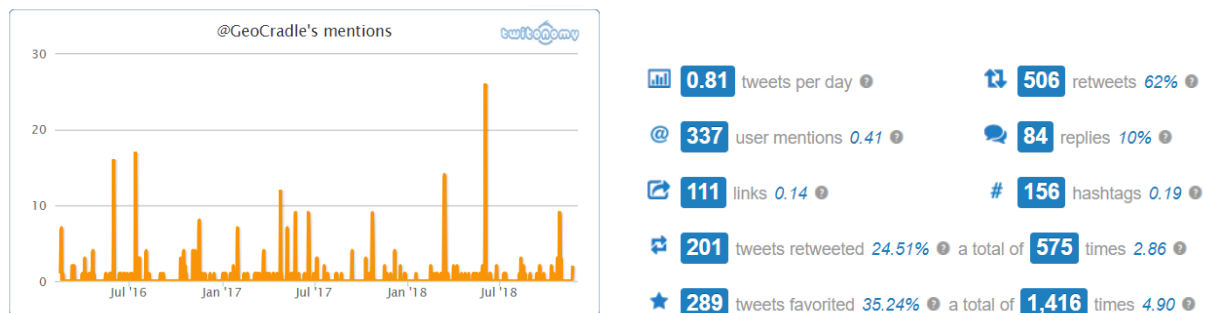 @GeoCradle's mentions
twitonomy
30
20
10
0
Jul '16
Jan '17
Jul '17
Jan '18
Jul '18
0.81 tweets per day ?
506 retweets 62% ?
@ 337 user mentions 0.41 ?
84 replies 10% ?
111 links 0.14 ?
# 156 hashtags 0.19 ?
201 tweets retweeted 24.51% ? a total of 575 times 2.86 ?
289 tweets favorited 35.24% ? a total of 1,416 times 4.90 ?